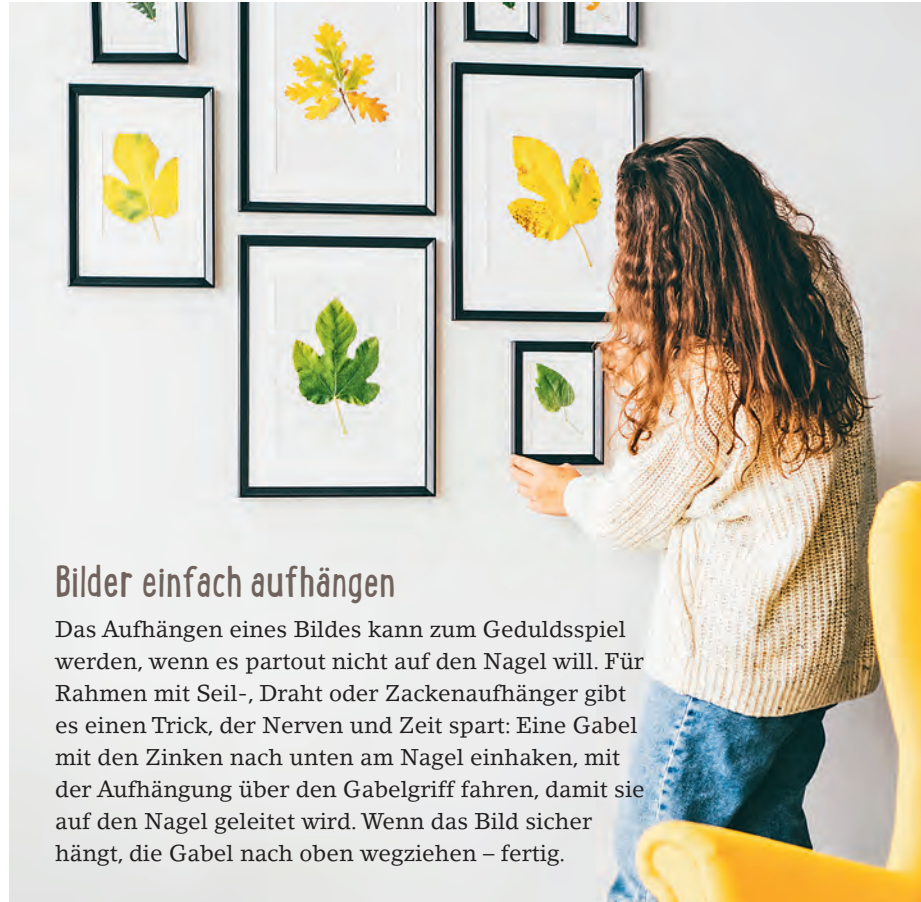 Bilder einfach aufhängen
Das Aufhängen eines Bildes kann zum Geduldsspiel
werden, wenn es partout nicht auf den Nagel will. Für
Rahmen mit Seil-, Draht oder Zackenaufhänger gibt
es einen Trick, der Nerven und Zeit spart: Eine Gabel
mit den Zinken nach unten am Nagel einhaken, mit
der Aufhängung über den Gabelgriff fahren, damit sie
auf den Nagel geleitet wird. Wenn das Bild sicher
hängt, die Gabel nach oben wegziehen – fertig.